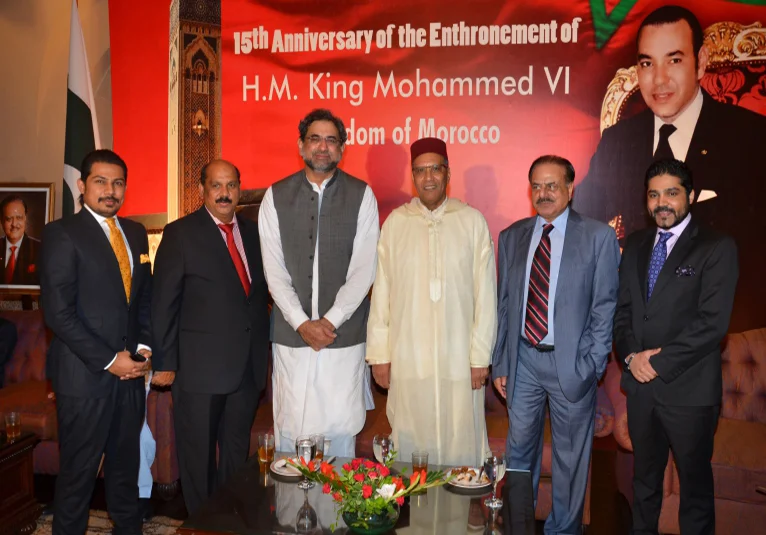 15th Anniversary of the Enthronement of
H.M. King Mohammed VI
dom of Morocco